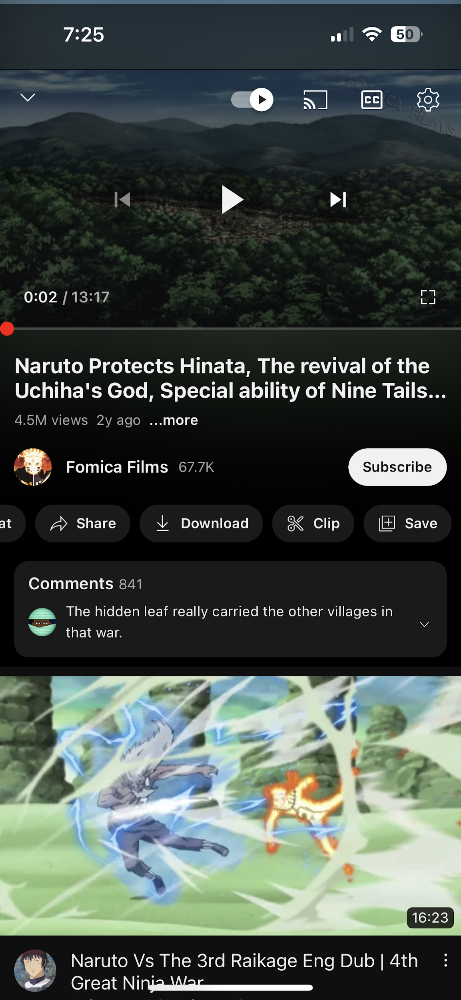 7:25
50
FOMICA FILMS
CC
0:02 / 13:17
Naruto Protects Hinata, The revival of the
Uchiha's God, Special ability of Nine Tails...
4.5M views 2y ago ...more
Fomica Films 67.7K
Subscribe
at
Share
Download
Clip
Save
Comments 841
The hidden leaf really carried the other villages in
that war.
16:23
Naruto Vs The 3rd Raikage Eng Dub | 4th
Great Ninja War